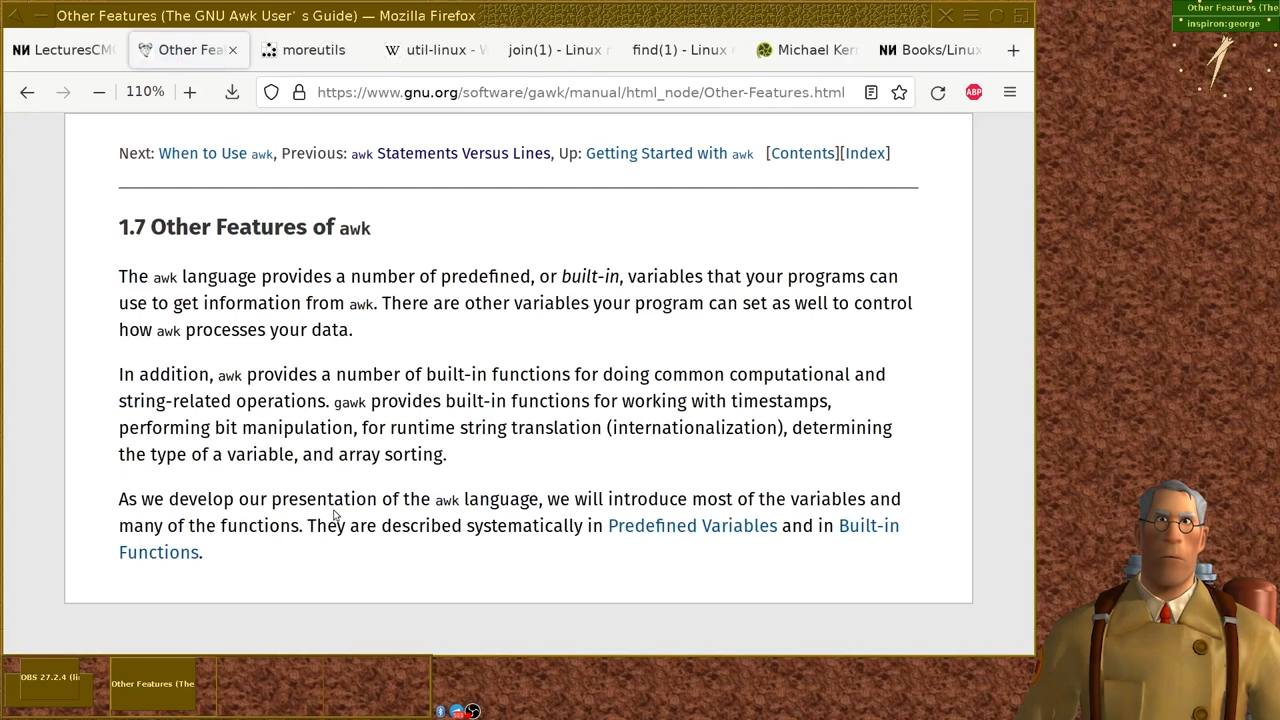 Other Features (The GNU Awk User' s Guide) — Mozilla Firefox
Other Features (The
inspiron:george
LecturesCM
Other Fea
moreutils
util-linux - W
join(1) - Linux
find(1) - Linux
Michael Ker
Books/Linux
110%
https://www.gnu.org/software/gawk/manual/html_node/Other-Features.html
ABP
Next: When to Use awk, Previous: awk Statements Versus Lines, Up: Getting Started with awk [Contents][Index]
1.7 Other Features of awk
The awk language provides a number of predefined, or built-in, variables that your programs can
use to get information from awk. There are other variables your program can set as well to control
how awk processes your data.
In addition, awk provides a number of built-in functions for doing common computational and
string-related operations. gawk provides built-in functions for working with timestamps,
performing bit manipulation, for runtime string translation (internationalization), determining
the type of a variable, and array sorting.
As we develop our presentation of the awk language, we will introduce most of the variables and
many of the functions. They are described systematically in Predefined Variables and in Built-in
Functions.
OBS 27.2.4 (li
Other Features (The